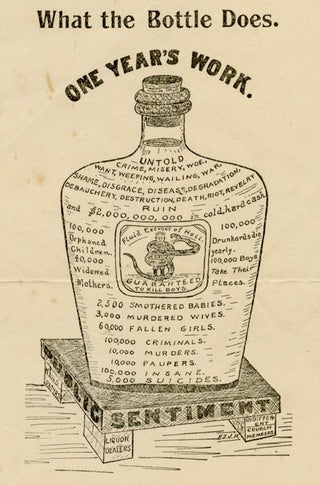 What the Bottle Does.
ONE YEAR'S WORK.
UNTOLD
CRIME, MISERY, WOE,
WANT, WEEPING, WAILING, WAR,
SHAME, DISGRACE, DISEASE, DEGRADATION,
DEBAUCHERY, DESTRUCTION, DEATH, RIOT, REVELRY
RUIN
and $2,000,000,000 in cold, hard cash
100,000
Orphoned
Children.
40,000
Widowed
Mothers.
Fluid Extract of Hell.
GUARANTEED
TO KILL BOYS.
100,000
Drunkards die
yearly.
100,000 Boys
Take Their
Places.
2,500 SMOTHERED BABIES.
3,000 MURDERED WIVES.
60,000 FALLEN GIRLS.
100,000 CRIMINALS.
10,000 MURDERS.
10,000 PAUPERS.
100,000 INSANE.
5,000 SUICIDES.
PUBLIC SENTIMENT
LIQUOR
DEALERS
INDIFFER
ENT
CHURCH
MEMBERS